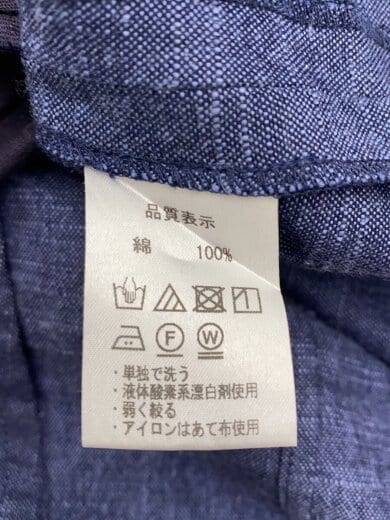 品質表示
綿 100%
F W
・単独で洗う
・液体酸素系漂白剤使用
・弱く絞る
・アイロンはあて布使用